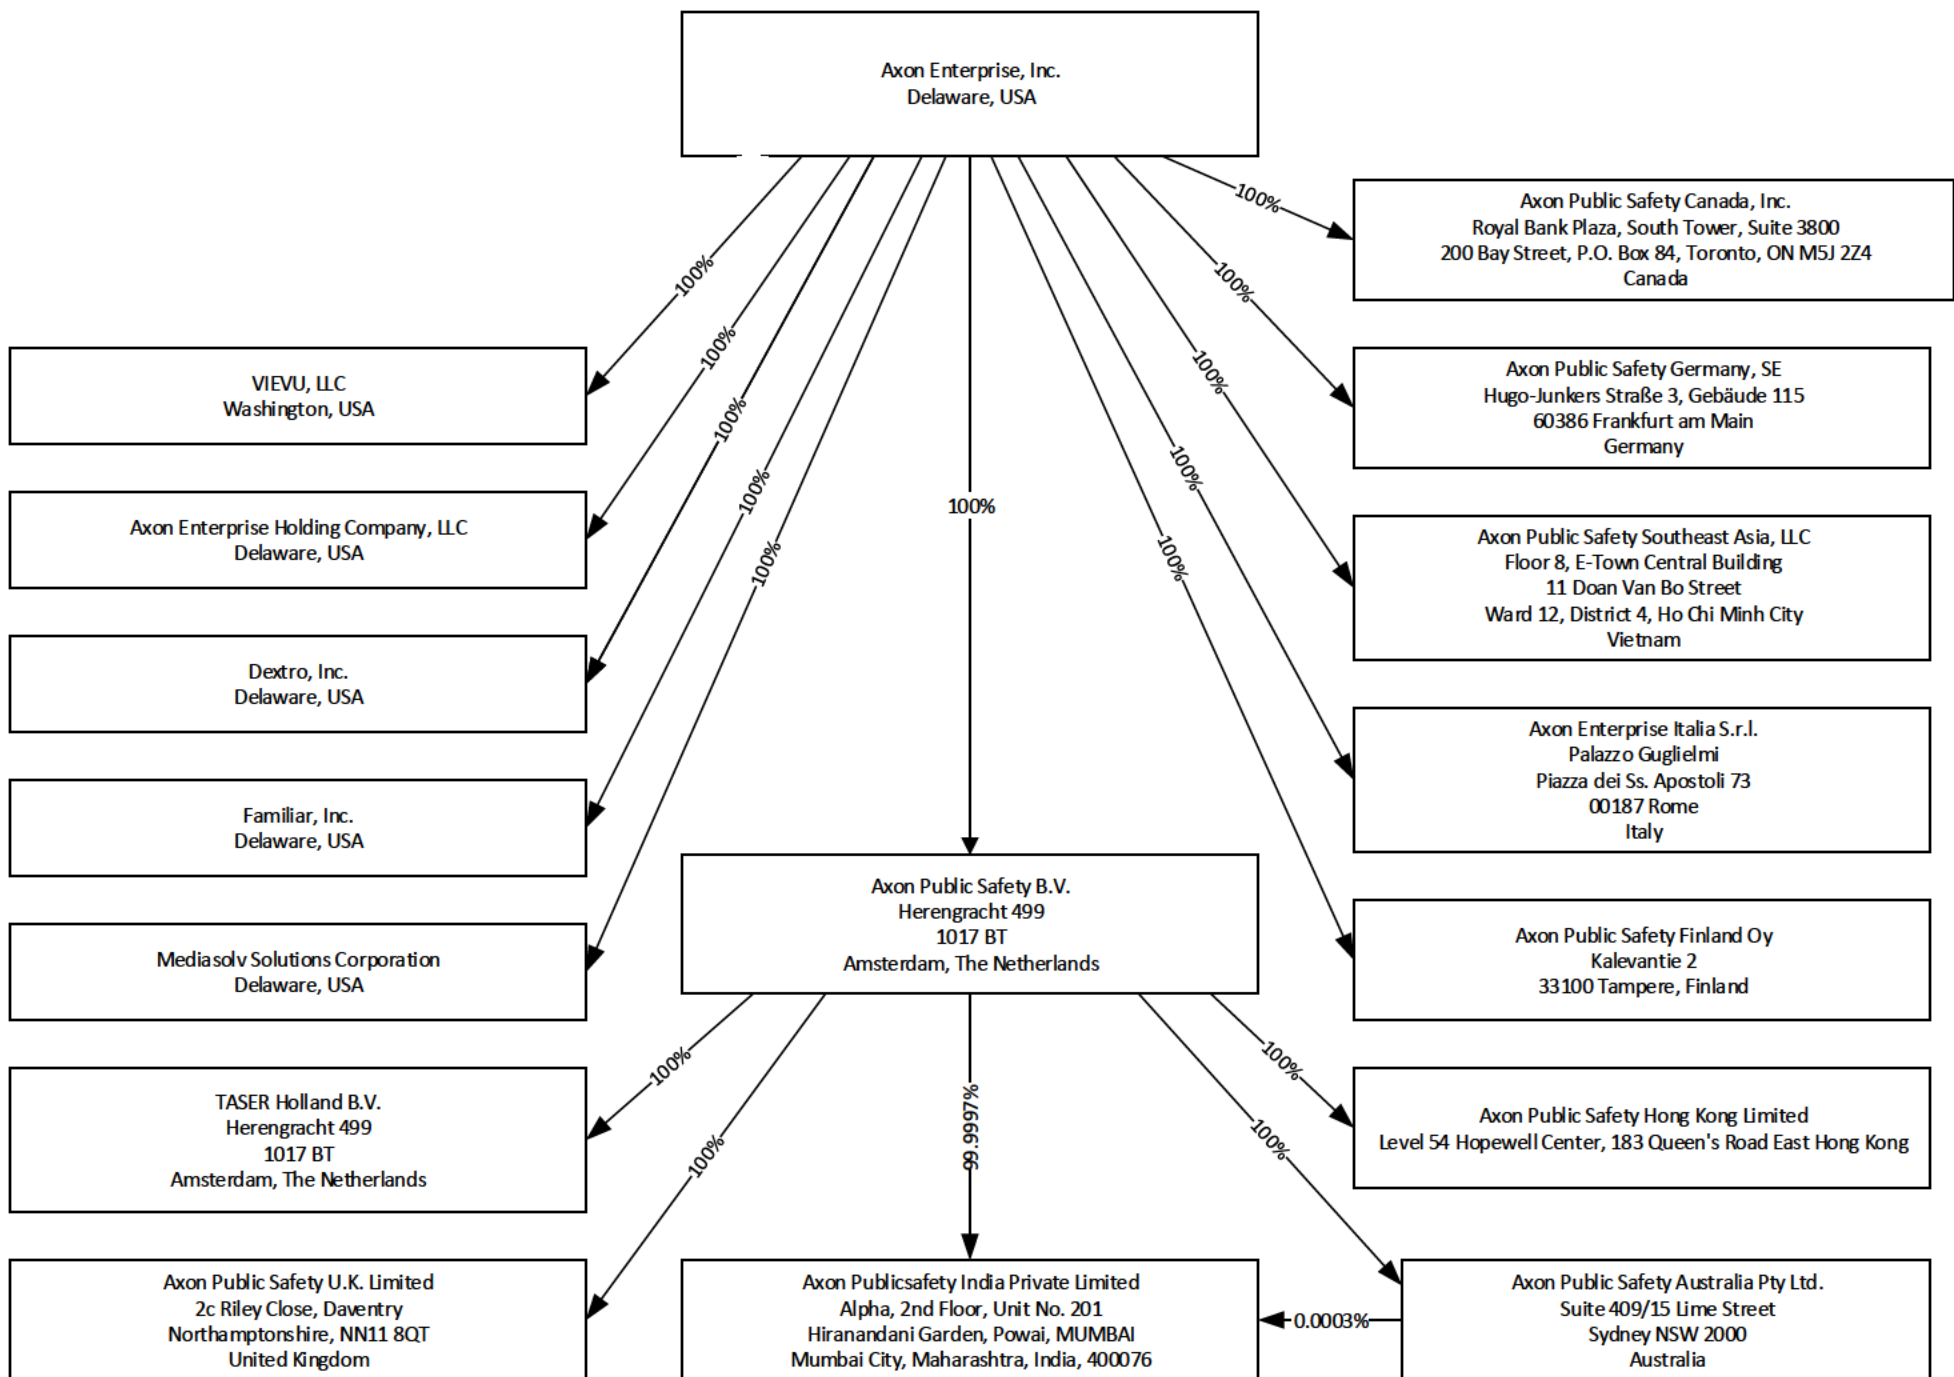 Axon Enterprise, Inc.
Delaware, USA
100%
Axon Public Safety Canada, Inc.
Royal Bank Plaza, South Tower, Suite 3800
200 Bay Street, P.O. Box 84, Toronto, ON M5J 2Z4
Canada
100%
100%
VIEVU, LLC
Washington, USA
100%
100%
Axon Public Safety Germany, SE
Hugo-Junkers Straße 3, Gebäude 115
60386 Frankfurt am Main
Germany
100%
100%
100%
100%
Axon Enterprise Holding Company, LLC
Delaware, USA
100%
100%
Axon Public Safety Southeast Asia, LLC
Floor 8, E-Town Central Building
11 Doan Van Bo Street
Ward 12, District 4, Ho Chi Minh City
Vietnam
Dextro, Inc.
Delaware, USA
Axon Enterprise Italia S.r.l.
Palazzo Guglielmi
Piazza dei Ss. Apostoli 73
00187 Rome
Italy
Familiar, Inc.
Delaware, USA
Axon Public Safety B.V.
Herengracht 499
1017 BT
Amsterdam, The Netherlands
Mediasolv Solutions Corporation
Delaware, USA
Axon Public Safety Finland Oy
Kalevantie 2
33100 Tampere, Finland
100%
100%
TASER Holland B.V.
Herengracht 499
1017 BT
Amsterdam, The Netherlands
100%
99.9997%
100%
Axon Public Safety Hong Kong Limited
Level 54 Hopewell Center, 183 Queen's Road East Hong Kong
Axon Public Safety U.K. Limited
2c Riley Close, Daventry
Northamptonshire, NN11 8QT
United Kingdom
Axon Publicsafety India Private Limited
Alpha, 2nd Floor, Unit No. 201
Hiranandani Garden, Powai, MUMBAI
Mumbai City, Maharashtra, India, 400076
0.0003%
Axon Public Safety Australia Pty Ltd.
Suite 409/15 Lime Street
Sydney NSW 2000
Australia